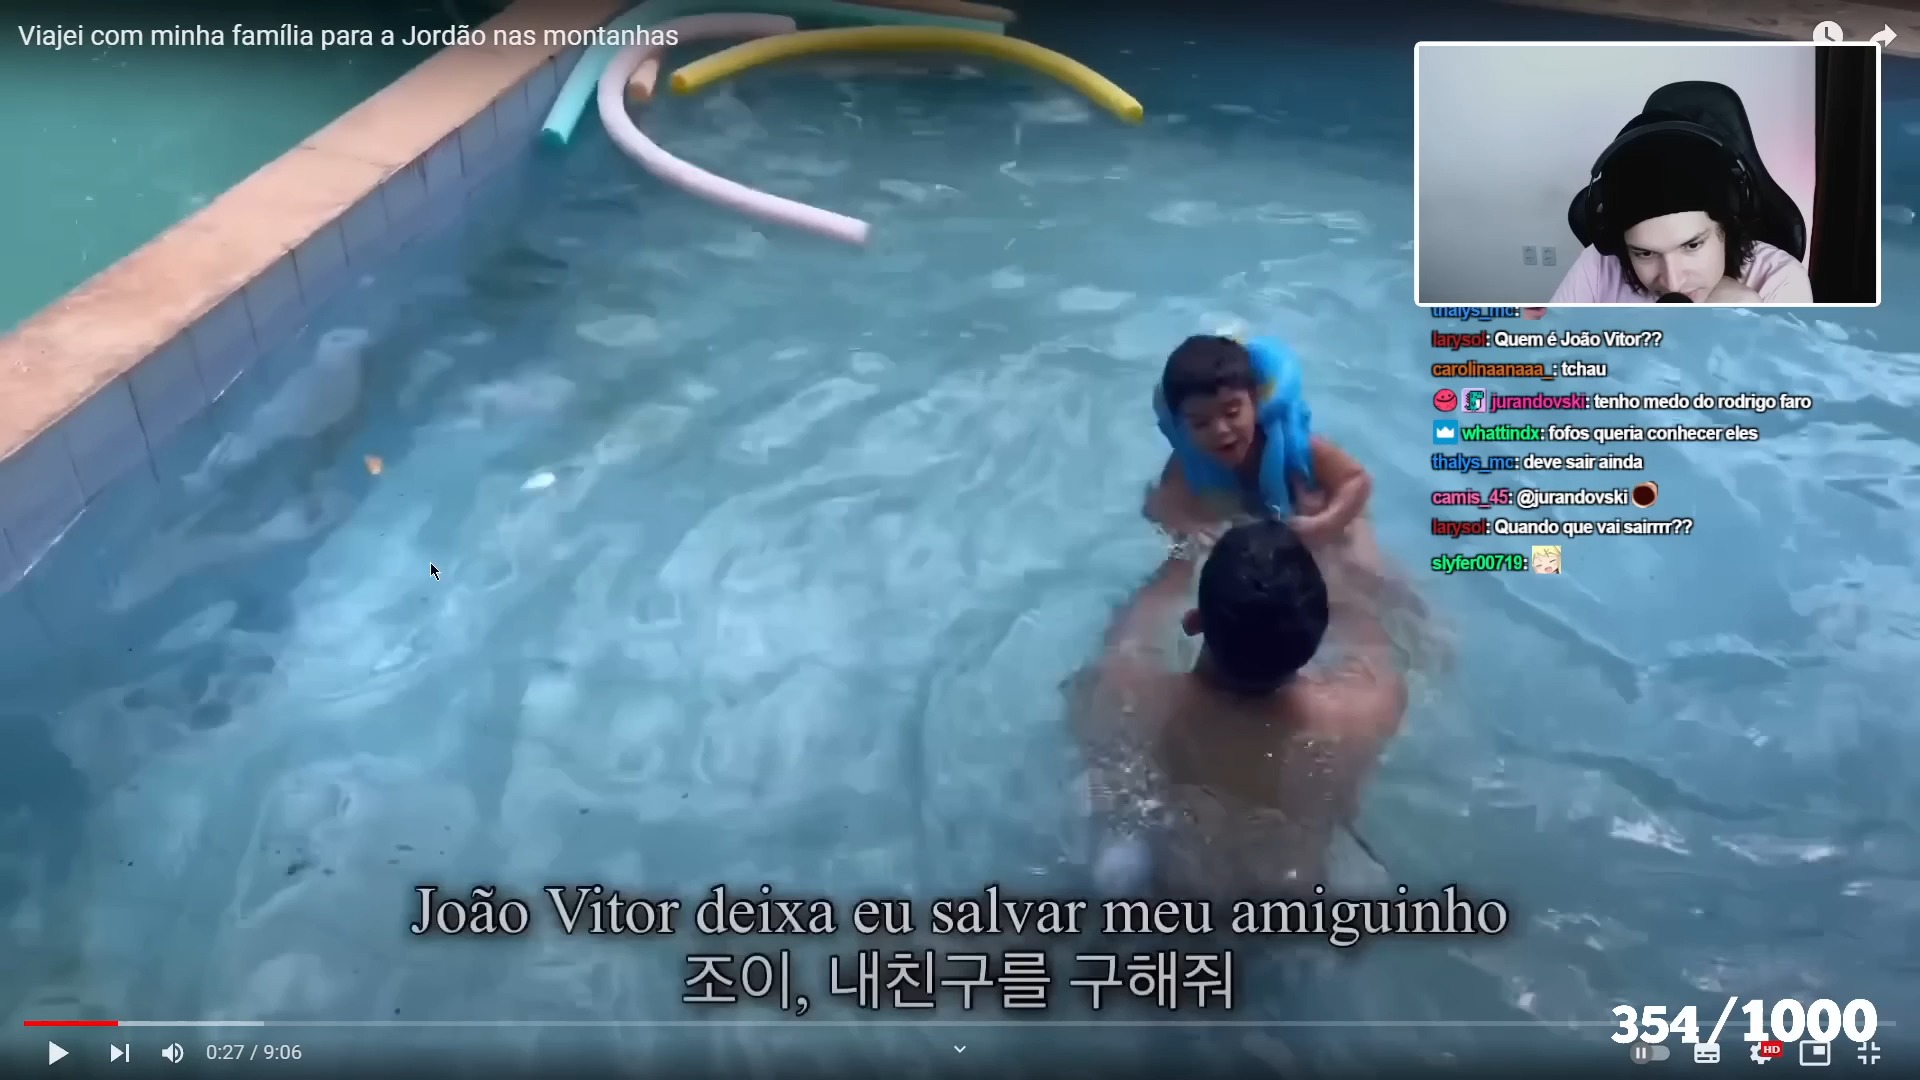 Viajei com minha família para a Jordão nas montanhas
thalys_mc:
larysol: Quem é João Vitor??
carolinaanaaa_: tchau
jurandovski: tenho medo do rodrigo faro
whattindx: fofos queria conhecer eles
thalys_mc: deve sair ainda
camis_45: @jurandovski
larysol: Quando que vai sairrrr??
slyfer00719:
João Vitor deixa eu salvar meu amiguinho
조이, 내친구를 구해줘
354/1000
0:27 / 9:06
HD